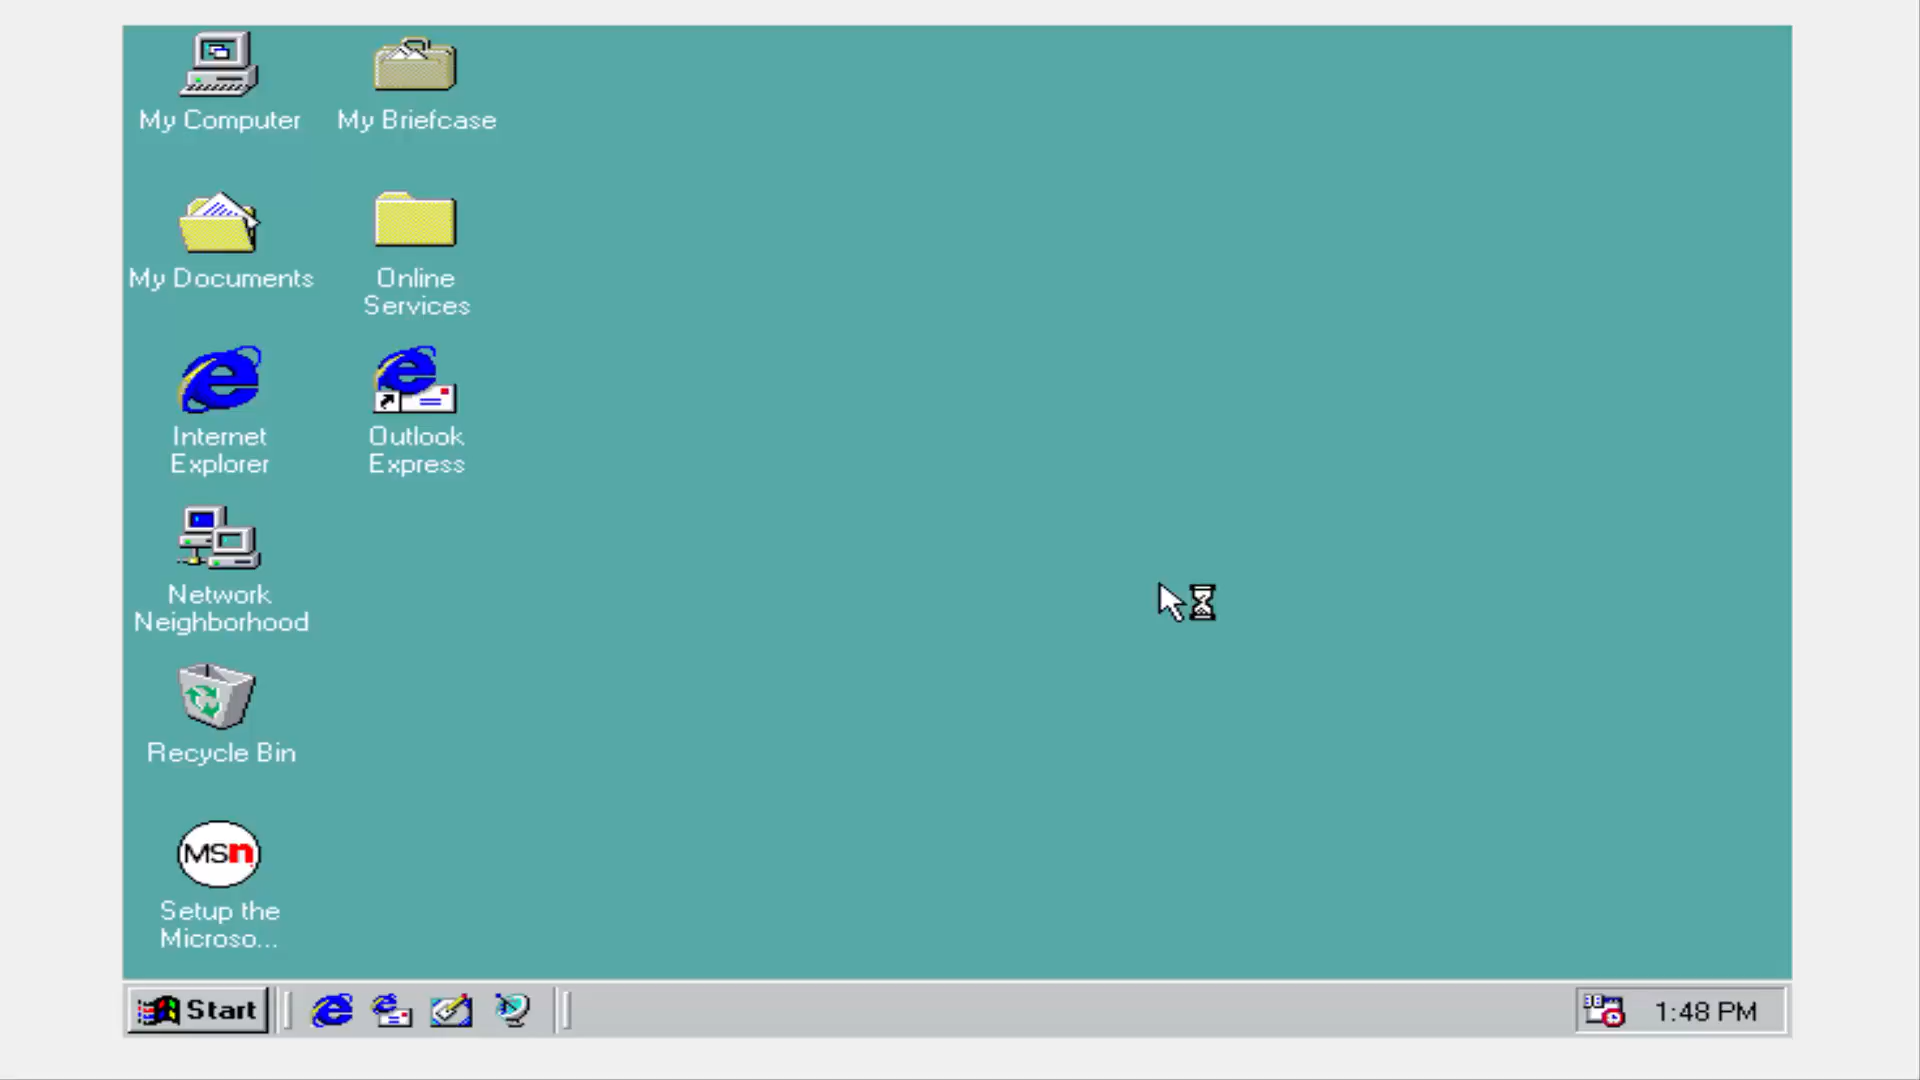 My Computer
My Briefcase
My Documents
Online
Services
Internet
Explorer
Outlook
Express
Network
Neighborhood
Recycle Bin
MSn
Setup the
Microso...
Start
1:48 PM